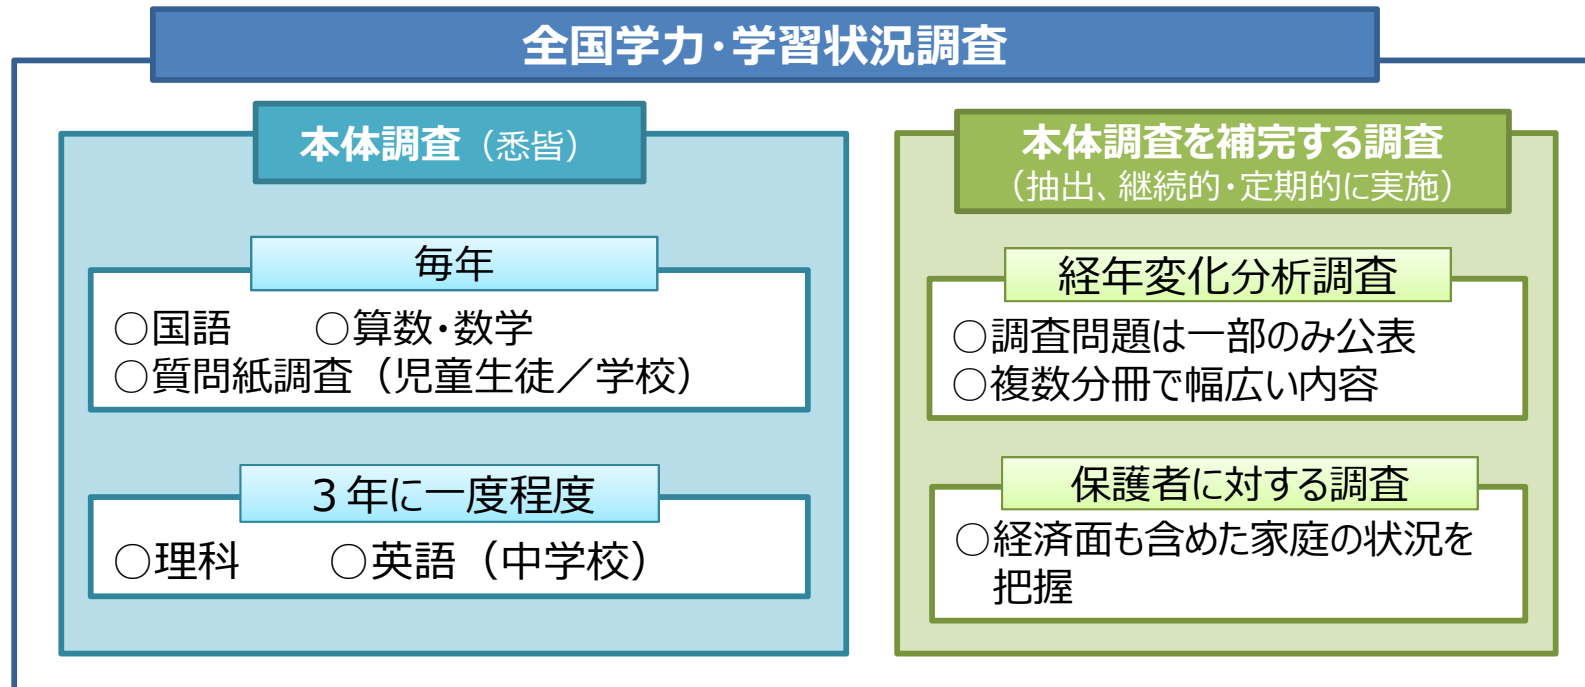 全国学力・学習状況調査
本体調査（悉皆）
毎年
○国語　　○算数・数学
○質問紙調査（児童生徒／学校）
３年に一度程度
○理科　　○英語（中学校）
本体調査を補完する調査
（抽出、継続的・定期的に実施）
経年変化分析調査
○調査問題は一部のみ公表
○複数分冊で幅広い内容
保護者に対する調査
○経済面も含めた家庭の状況を
把握